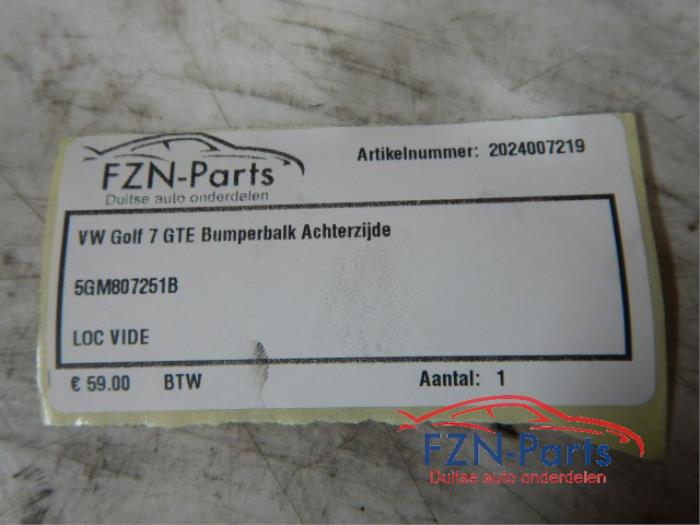 FZN-Parts
Duitse auto onderdelen
Artikelnummer: 2024007219
VW Golf 7 GTE Bumperbalk Achterzijde
5GM807251B
LOC VIDE
€ 59.00 BTW Aantal: 1
FZN-Parts
Duitse auto onderdelen